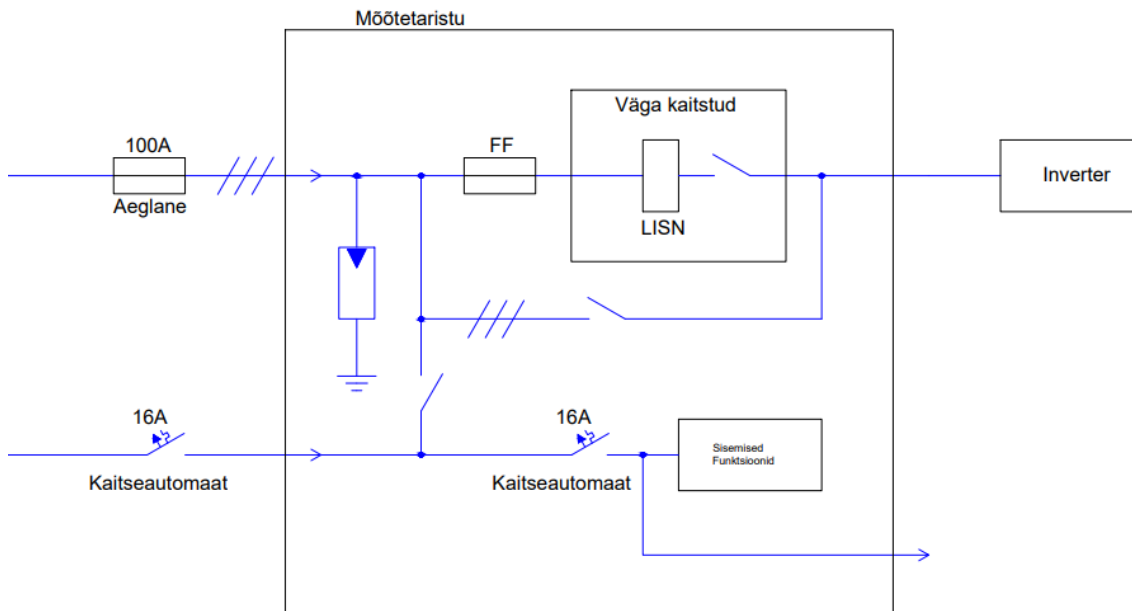 Mõõtetaristu
Väga kaitstud
100A
FF
Inverter
Aeglane
LISN
16A
16A
Sisemised
Funktsioonid
Kaitseautomaat
Kaitseautomaat